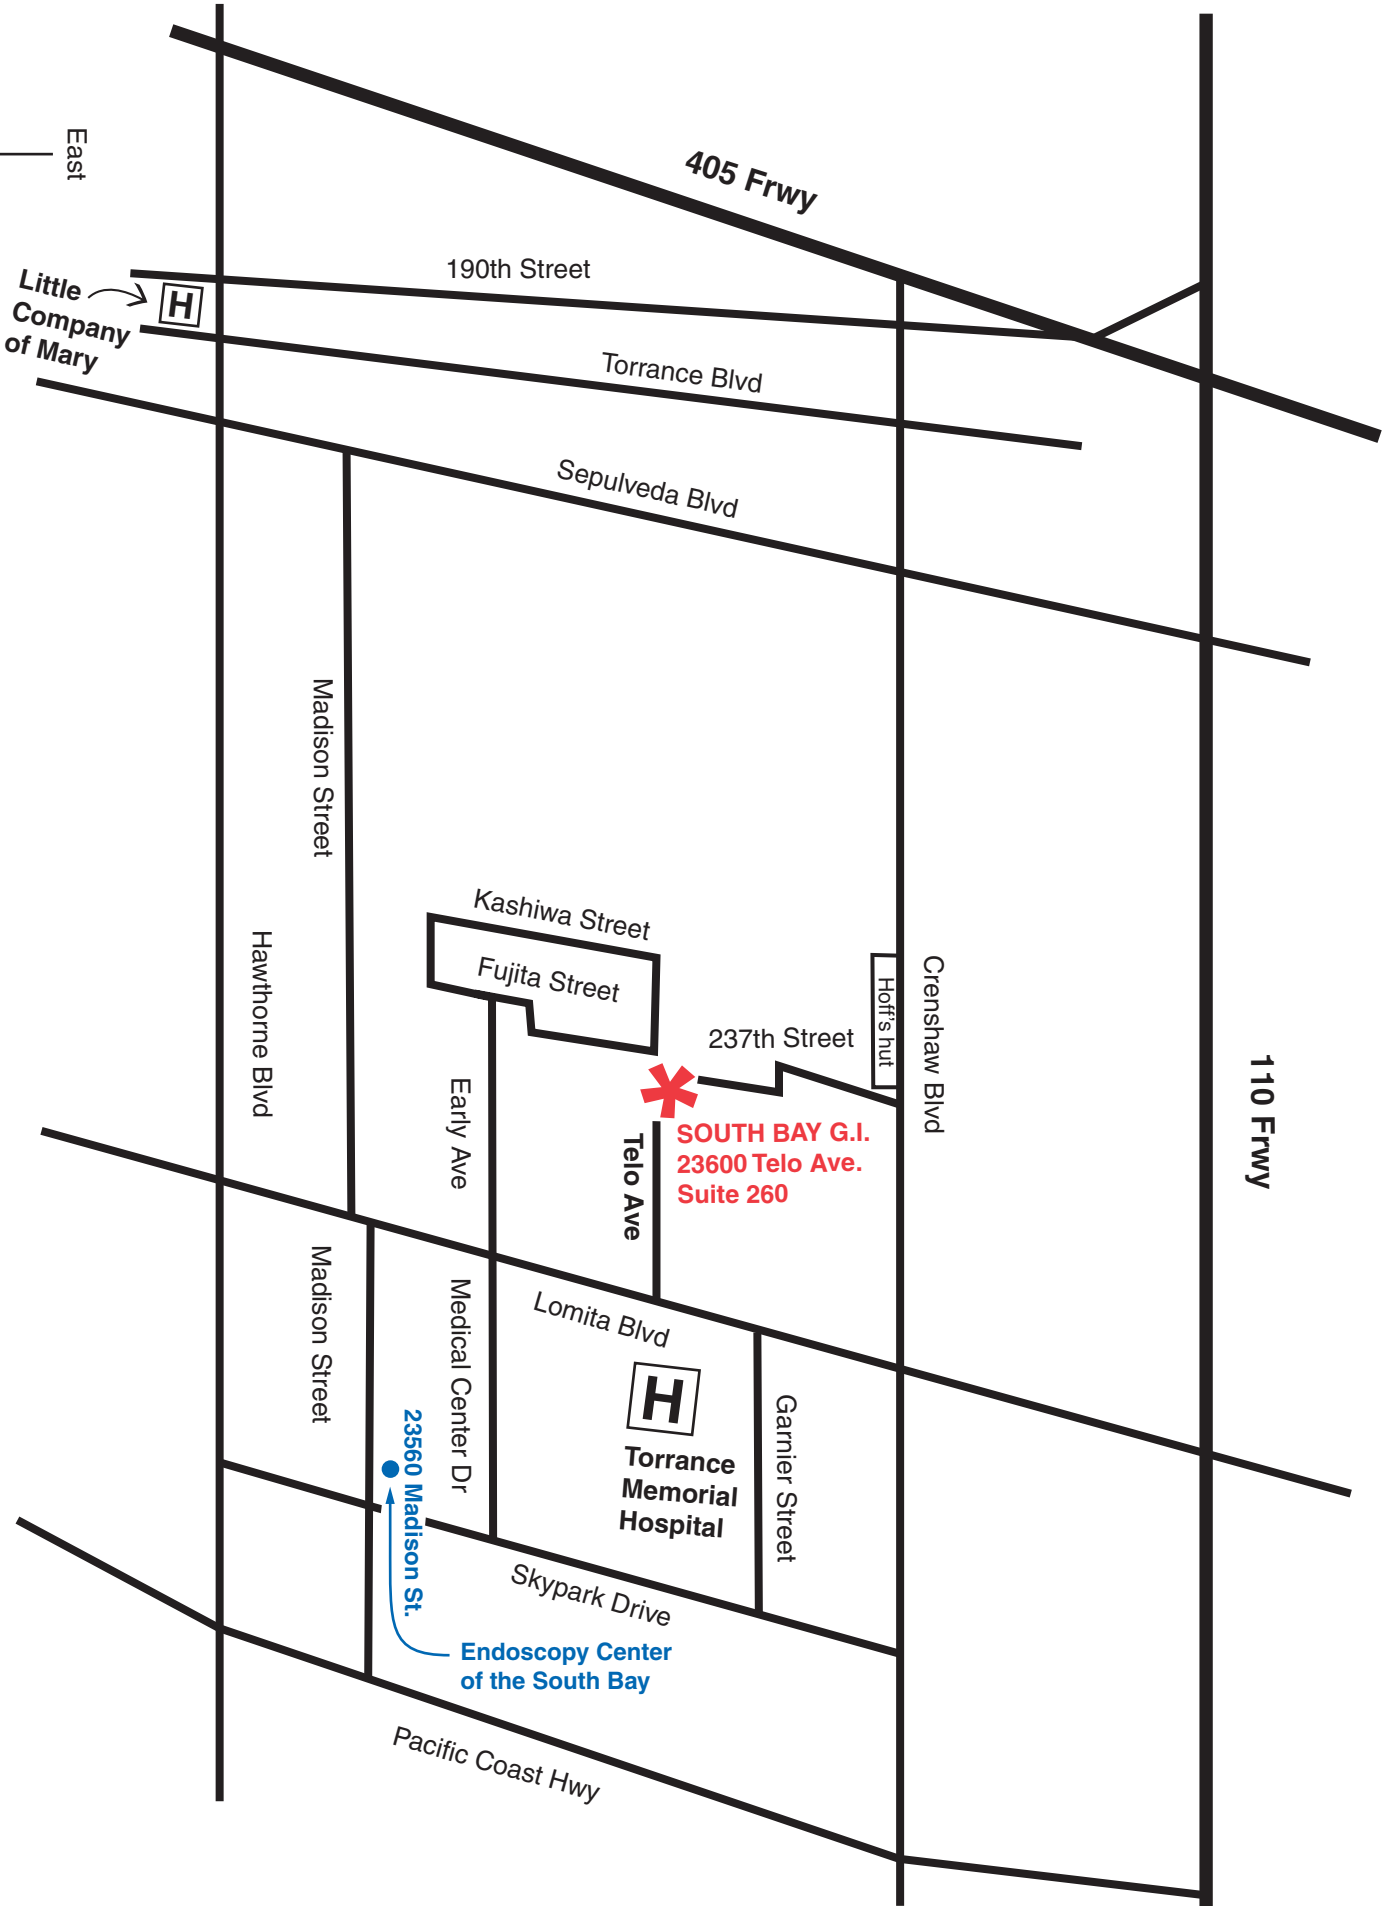 405 Frwy
East
190th Street
Little
Company
of Mary
H
Torrance Blvd
Sepulveda Blvd
Madison Street
Kashiwa Street
Fujita Street
Hawthorne Blvd
Hoff's hut
Crenshaw Blvd
237th Street
110 Frwy
Early Ave
Telo Ave
SOUTH BAY G.I.
23600 Telo Ave.
Suite 260
Madison Street
Medical Center Dr
Lomita Blvd
H
Torrance
Memorial
Hospital
Garnier Street
23560 Madison St.
Skypark Drive
Endoscopy Center
of the South Bay
Pacific Coast Hwy